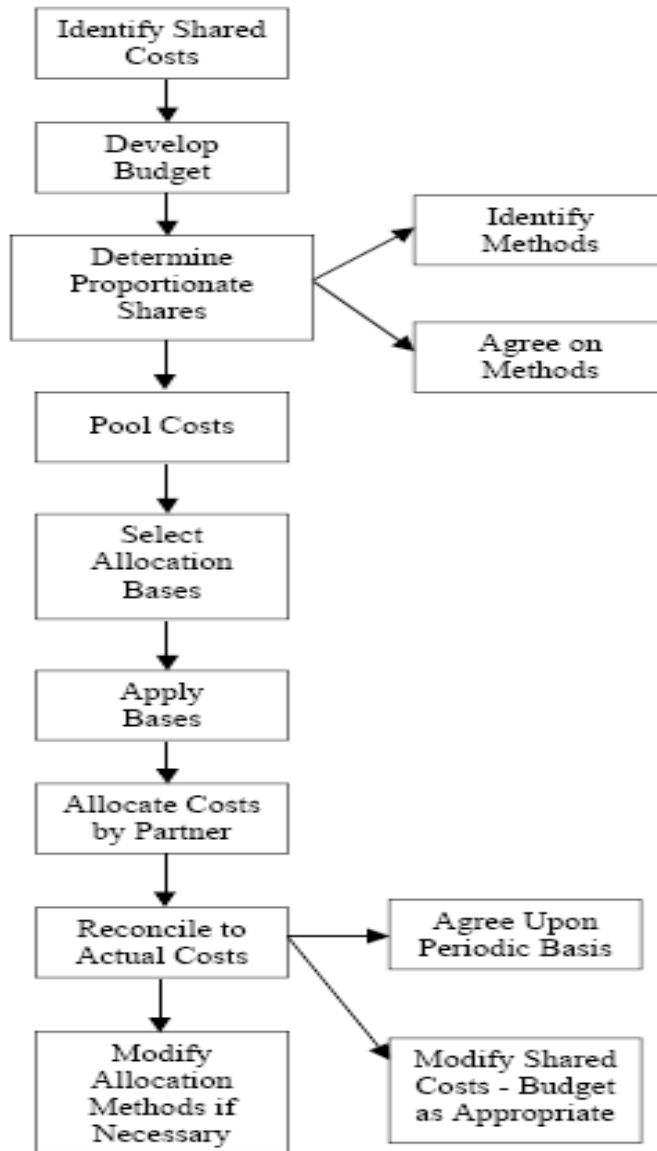 Identify Shared
Costs
Develop
Budget
Determine
Proportionate
Shares
Identify
Methods
Agree on
Methods
Pool Costs
Select
Allocation
Bases
Apply
Bases
Allocate Costs
by Partner
Reconcile to
Actual Costs
Agree Upon
Periodic Basis
Modify
Allocation
Methods if
Necessary
Modify Shared
Costs - Budget
as Appropriate